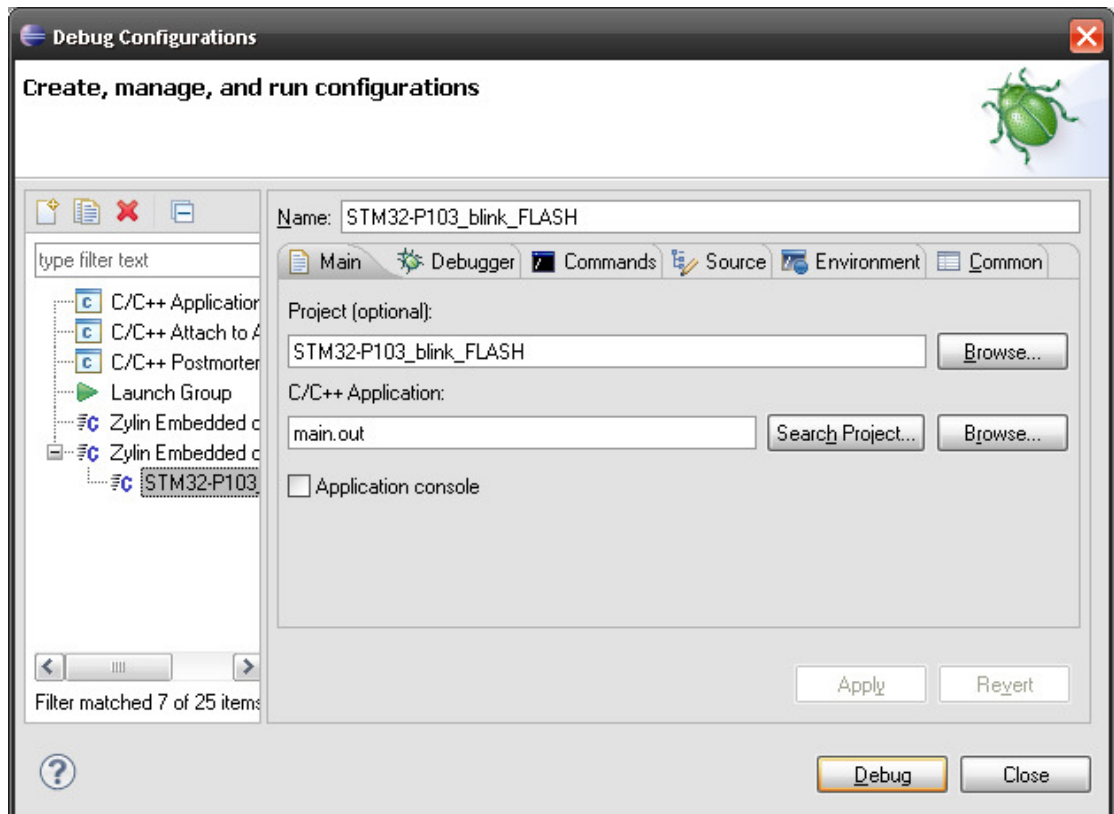 Debug Configurations
Create, manage, and run configurations
type filter text
C/C++ Application
C/C++ Attach to A
C/C++ Postmorter
Launch Group
Zylin Embedded c
Zylin Embedded c
STM32-P103_
Filter matched 7 of 25 items
Name: STM32-P103_blink_FLASH
Main Debugger Commands Source Environment Common
Project (optional):
STM32-P103_blink_FLASH Browse...
C/C++ Application:
main.out Search Project... Browse...
Application console
Apply Revert
? Debug Close